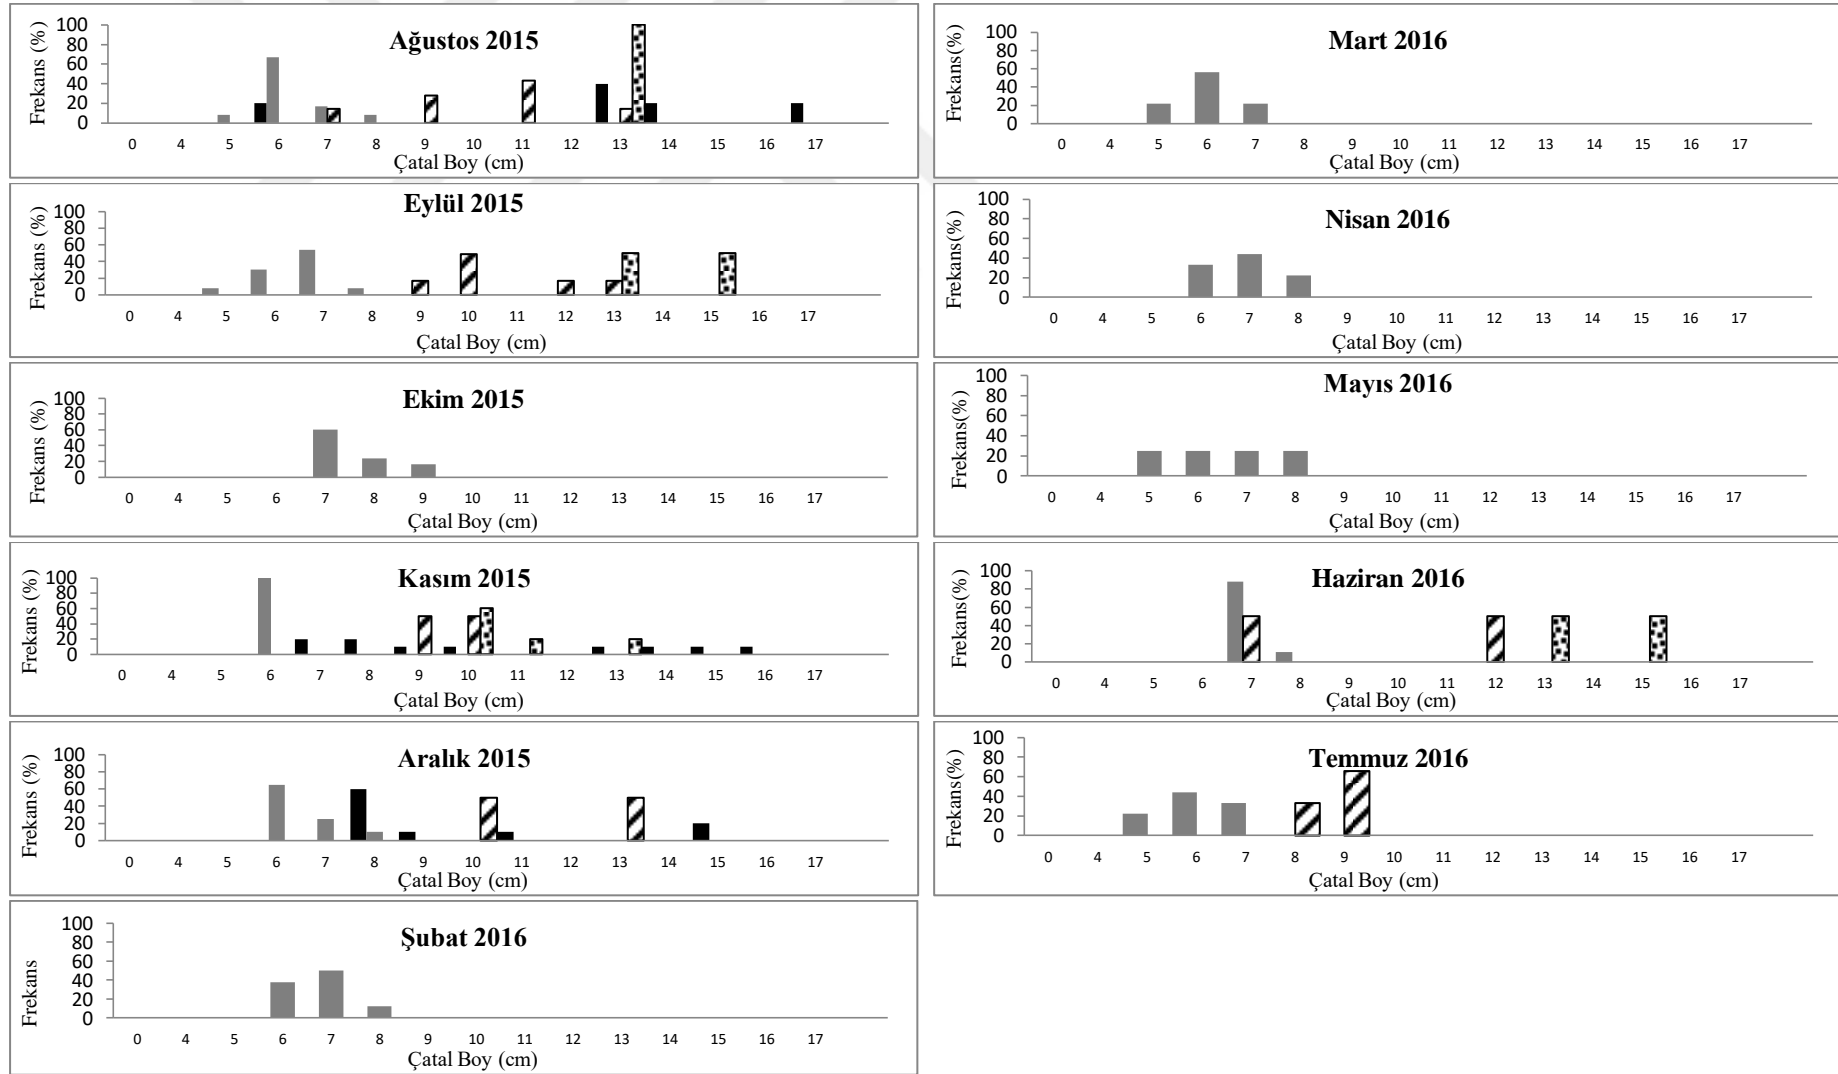 Ağustos 2015
Frekans (%)
100
80
60
40
20
0
0 4 5 6 7 8 9 10 11 12 13 14 15 16 17
Çatal Boy (cm)
Eylül 2015
Frekans (%)
100
80
60
40
20
0
0 4 5 6 7 8 9 10 11 12 13 14 15 16 17
Çatal Boy (cm)
Ekim 2015
Frekans (%)
100
80
60
40
20
0
0 4 5 6 7 8 9 10 11 12 13 14 15 16 17
Çatal Boy (cm)
Kasım 2015
Frekans (%)
100
80
60
40
20
0
0 4 5 6 7 8 9 10 11 12 13 14 15 16 17
Çatal Boy (cm)
Aralık 2015
Frekans (%)
100
80
60
40
20
0
0 4 5 6 7 8 9 10 11 12 13 14 15 16 17
Çatal Boy (cm)
Şubat 2016
Frekans
100
80
60
40
20
0
0 4 5 6 7 8 9 10 11 12 13 14 15 16 17
Çatal Boy (cm)
Mart 2016
Frekans(%)
100
80
60
40
20
0
0 4 5 6 7 8 9 10 11 12 13 14 15 16 17
Çatal Boy (cm)
Nisan 2016
Frekans(%)
100
80
60
40
20
0
0 4 5 6 7 8 9 10 11 12 13 14 15 16 17
Çatal Boy (cm)
Mayıs 2016
Frekans(%)
100
80
60
40
20
0
0 4 5 6 7 8 9 10 11 12 13 14 15 16 17
Çatal Boy (cm)
Haziran 2016
Frekans(%)
100
80
60
40
20
0
0 4 5 6 7 8 9 10 11 12 13 14 15 16 17
Çatal Boy (cm)
Temmuz 2016
Frekans(%)
100
80
60
40
20
0
0 4 5 6 7 8 9 10 11 12 13 14 15 16 17
Çatal Boy (cm)